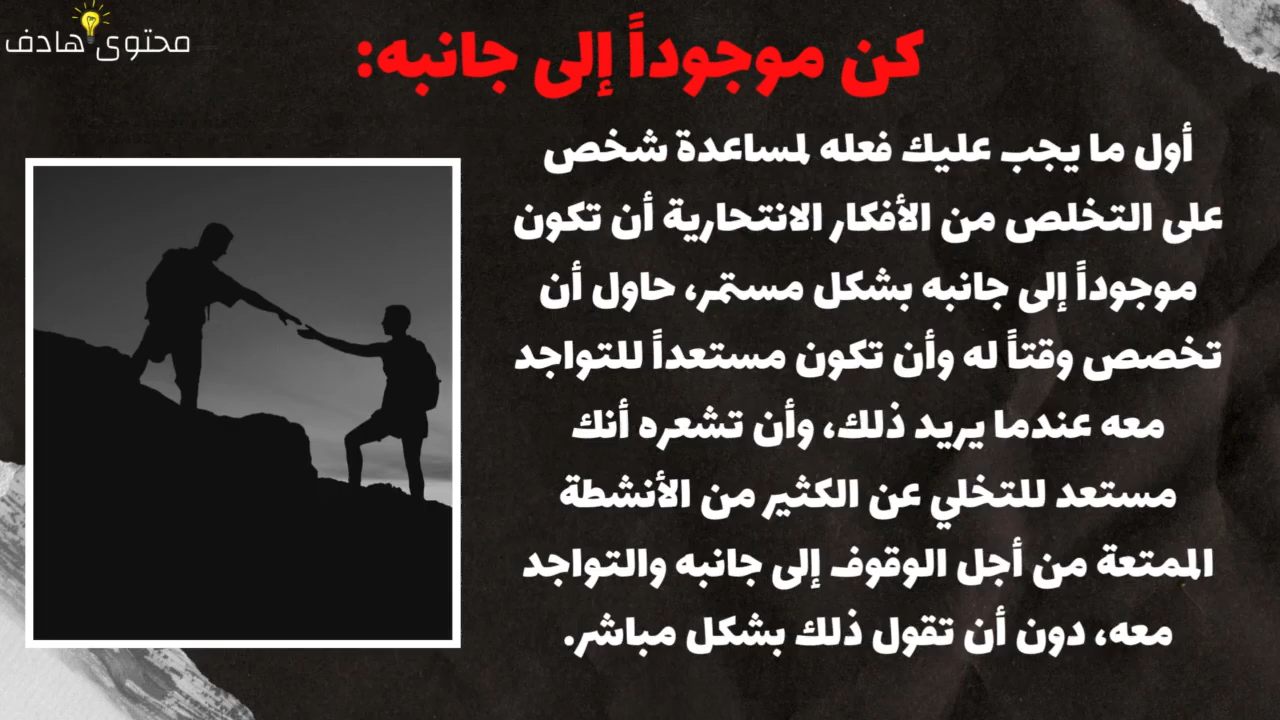 محتوى هادف
كن موجوداً إلى جانبه:
أول ما يجب عليك فعله لمساعدة شخص
على التخلص من الأفكار الانتحارية أن تكون
موجوداً إلى جانبه بشكل مستمر، حاول أن
تخصص وقتاً له وأن تكون مستعداً للتواجد
معه عندما يريد ذلك، وأن تشعره أنك
مستعد للتخلي عن الكثير من الأنشطة
الممتعة من أجل الوقوف إلى جانبه والتواجد
معه، دون أن تقول ذلك بشكل مباشر.